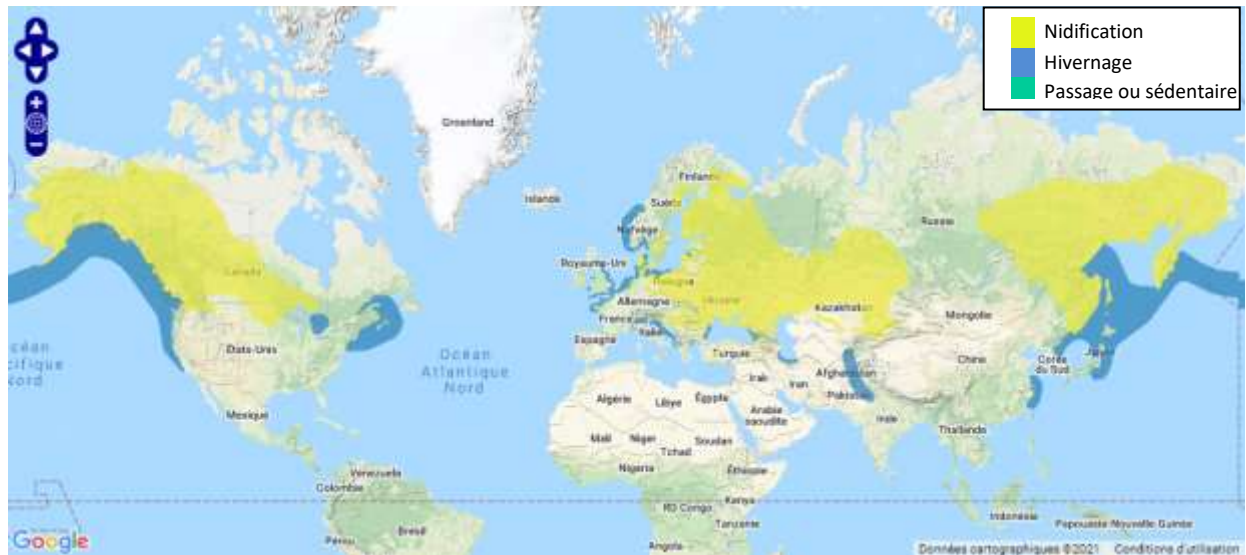 Nidification
Hivernage
Passage ou sédentaire
Groenland
Islande
Finlande
Suède
Norvège
Russie
Royaume-Uni
Pologne
Canada
Allemagne
Ukraine
Kazakhstan
France
Mongolie
Italie
États-Unis
Espagne
Turquie
Chine
Corée
du Sud
Japon
Océan
Atlantique
Nord
Irak
Iran
Afghanistan
Pakistan
Algérie
Libye
Égypte
Arabie
saoudite
Inde
Mexique
Mali
Niger
Tchad
Soudan
Thaïlande
Nigeria
Éthiopie
Venezuela
Colombie
RD Congo
Kenya
Tanzanie
Indonésie
Papouasie-Nouvelle-Guinée
Brésil
Pérou
Angola
Google
Données cartographiques ©2021 Conditions d'utilisation